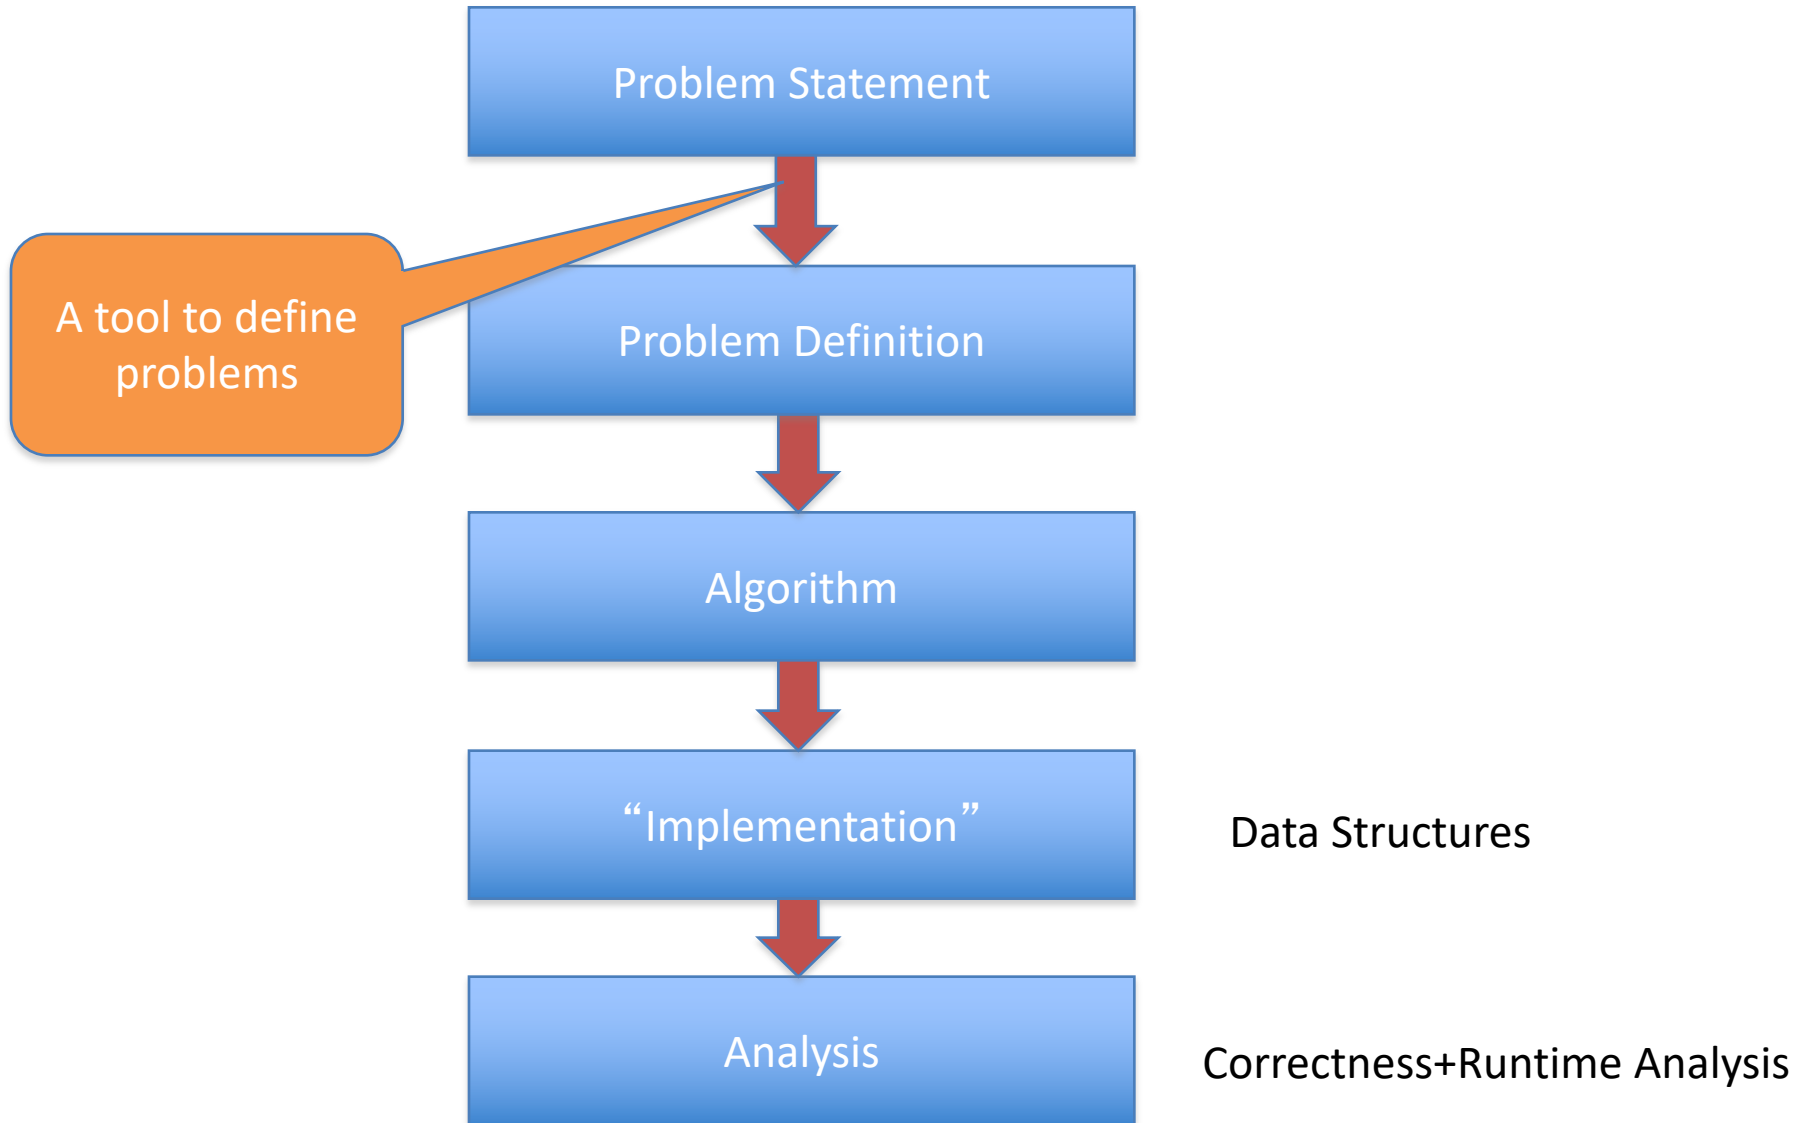 Problem Statement
A tool to define
problems
Problem Definition
Algorithm
“Implementation”
Data Structures
Analysis
Correctness+Runtime Analysis